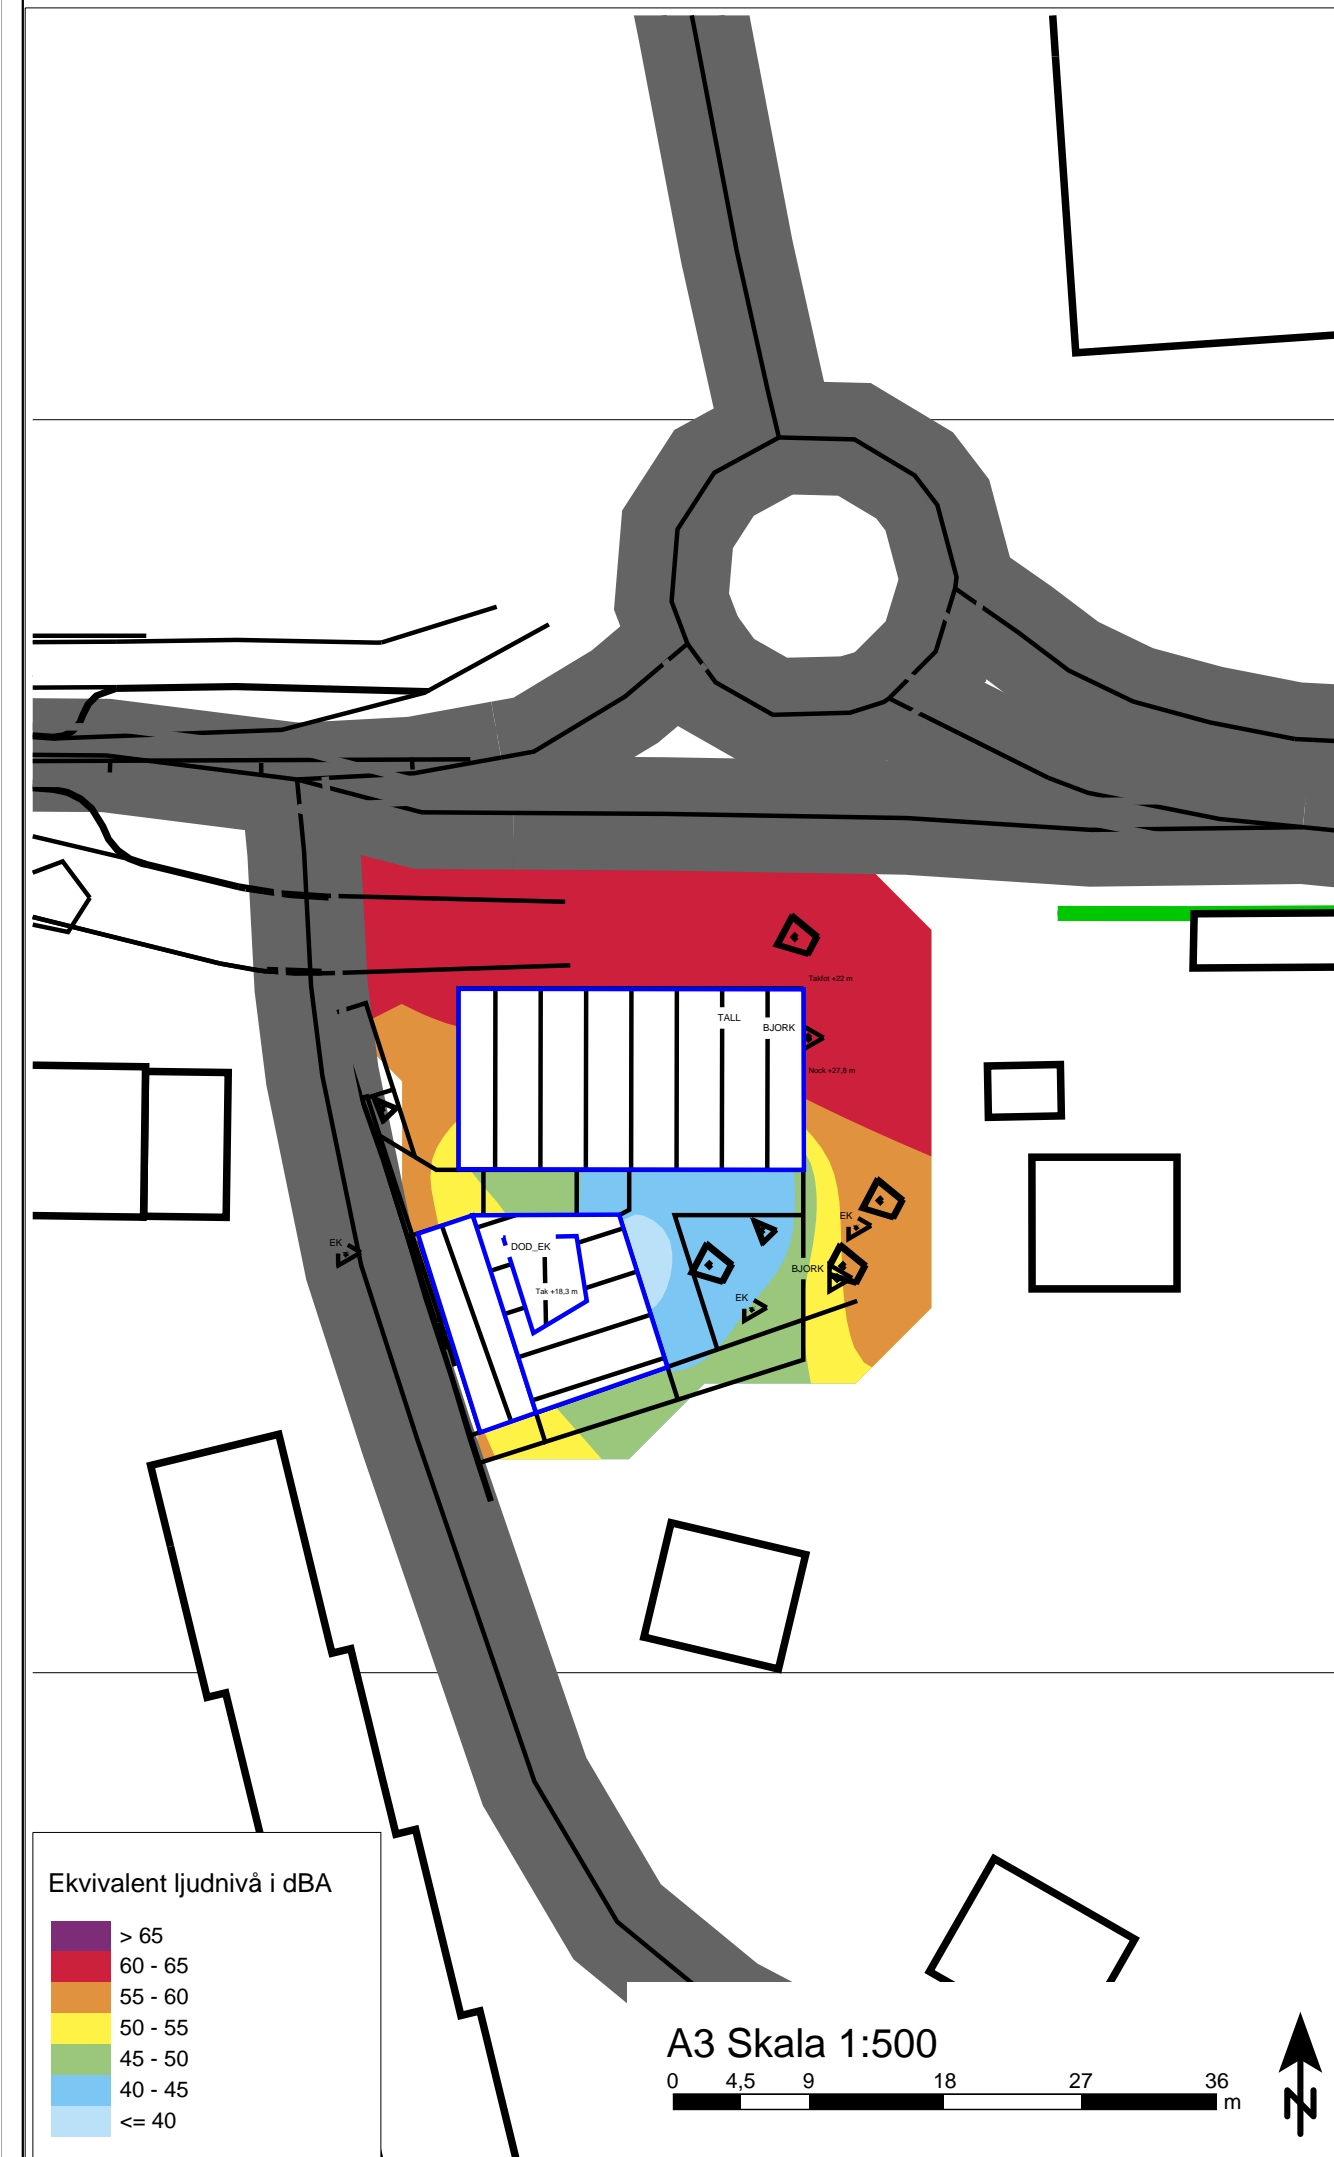 Takfot +22 m
TALL
BJORK
Nock +27,8 m
EK
EK
DOD_EK
BJORK
Tak +18,3 m
EK
Ekvivalent ljudnivå i dBA
> 65
60 - 65
55 - 60
50 - 55
45 - 50
40 - 45
<= 40
A3 Skala 1:500
0 4,5 9 18 27 36
m
N